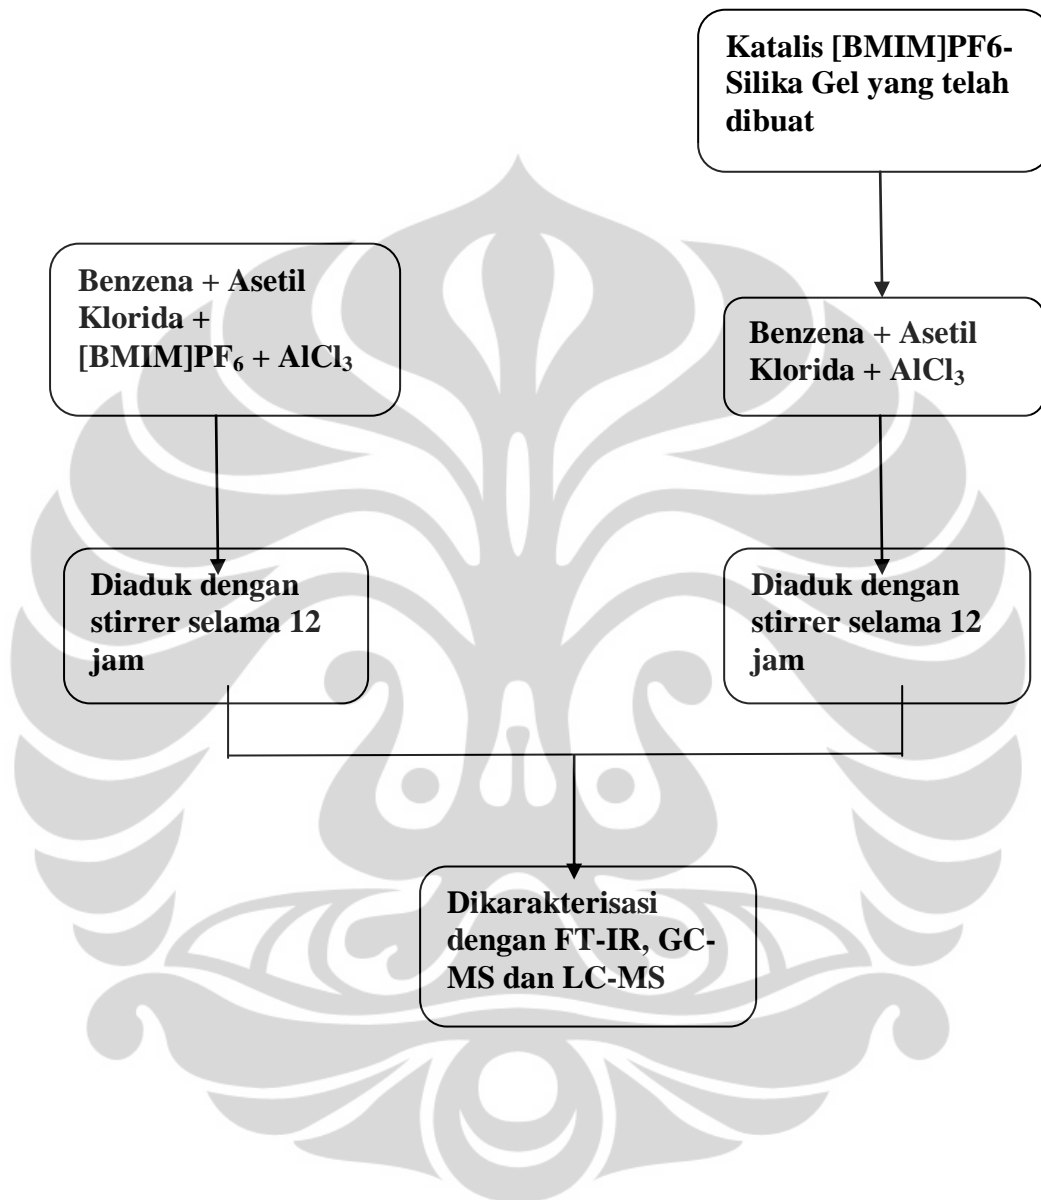 Katalis [BMIM]PF6-
Silika Gel yang telah
dibuat
Benzena + Asetil
Klorida +
[BMIM]PF₆ + AlCl₃
Benzena + Asetil
Klorida + AlCl₃
Diaduk dengan
stirrer selama 12
jam
Diaduk dengan
stirrer selama 12
jam
Dikarakterisasi
dengan FT-IR, GC-
MS dan LC-MS